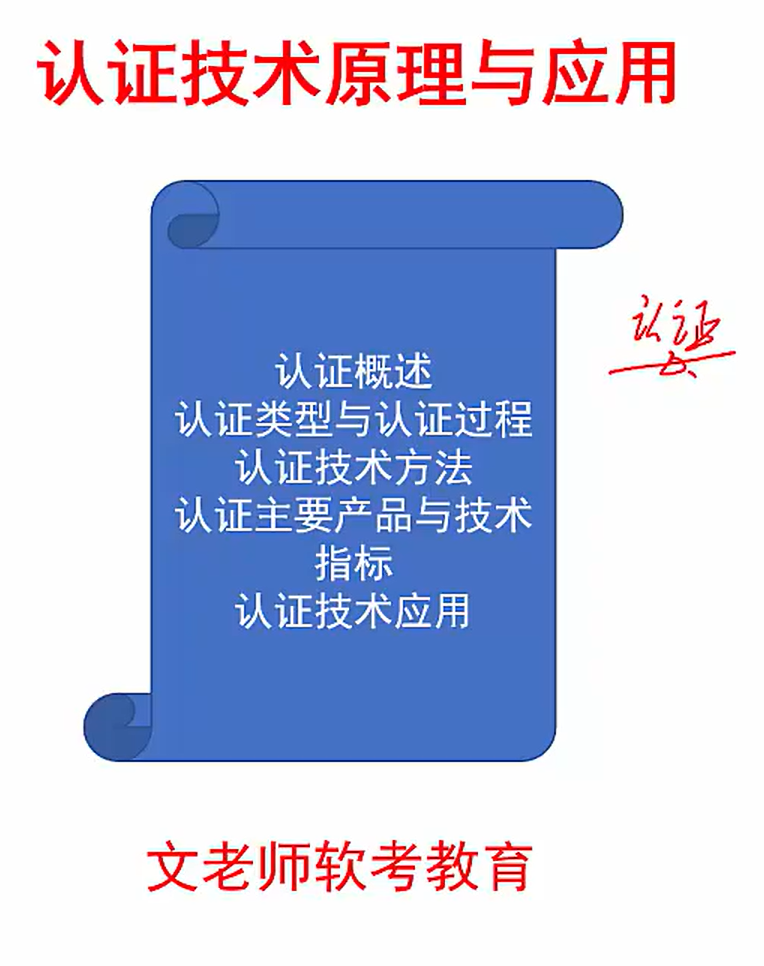 认证技术原理与应用
认证
认证概述
认证类型与认证过程
认证技术方法
认证主要产品与技术
指标
认证技术应用
文老师软考教育